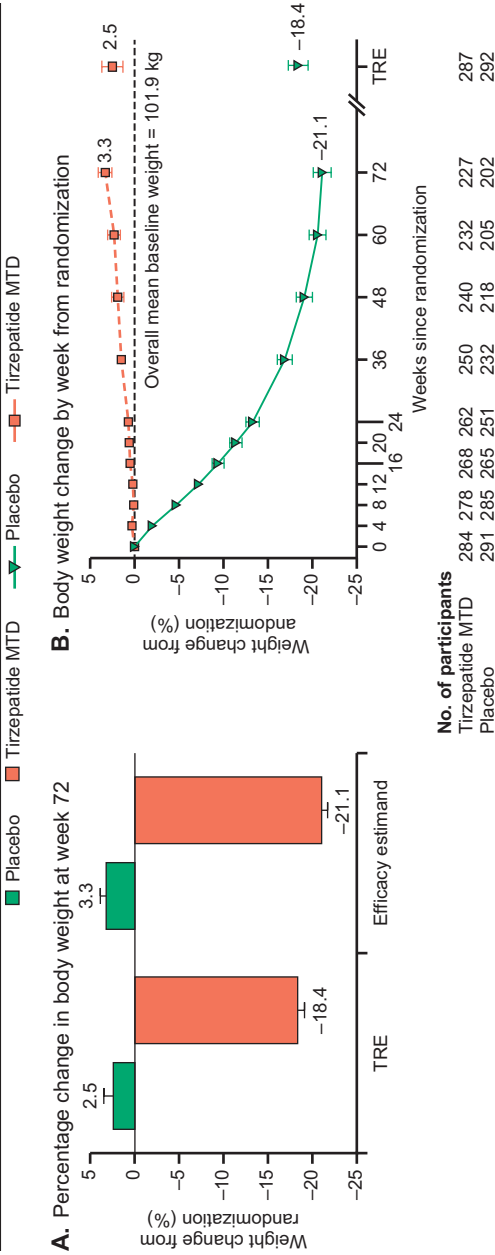 Placebo Tirzepatide MTD Placebo Tirzepatide MTD
A. Percentage change in body weight at week 72
Weight change from
randomization (%)
5
0
−5
−10
−15
−20
−25
2.5
−18.4
3.3
−21.1
TRE Efficacy estimand
B. Body weight change by week from randomization
Weight change from
andomization (%)
5
0
−5
−10
−15
−20
−25
3.3
2.5
Overall mean baseline weight = 101.9 kg
−21.1
−18.4
0 4 8 12 16 20 24 36 48 60 72 TRE
Weeks since randomization
No. of participants
Tirzepatide MTD 284 278 268 262 250 240 232 227 287
Placebo 291 285 265 251 232 218 205 202 292